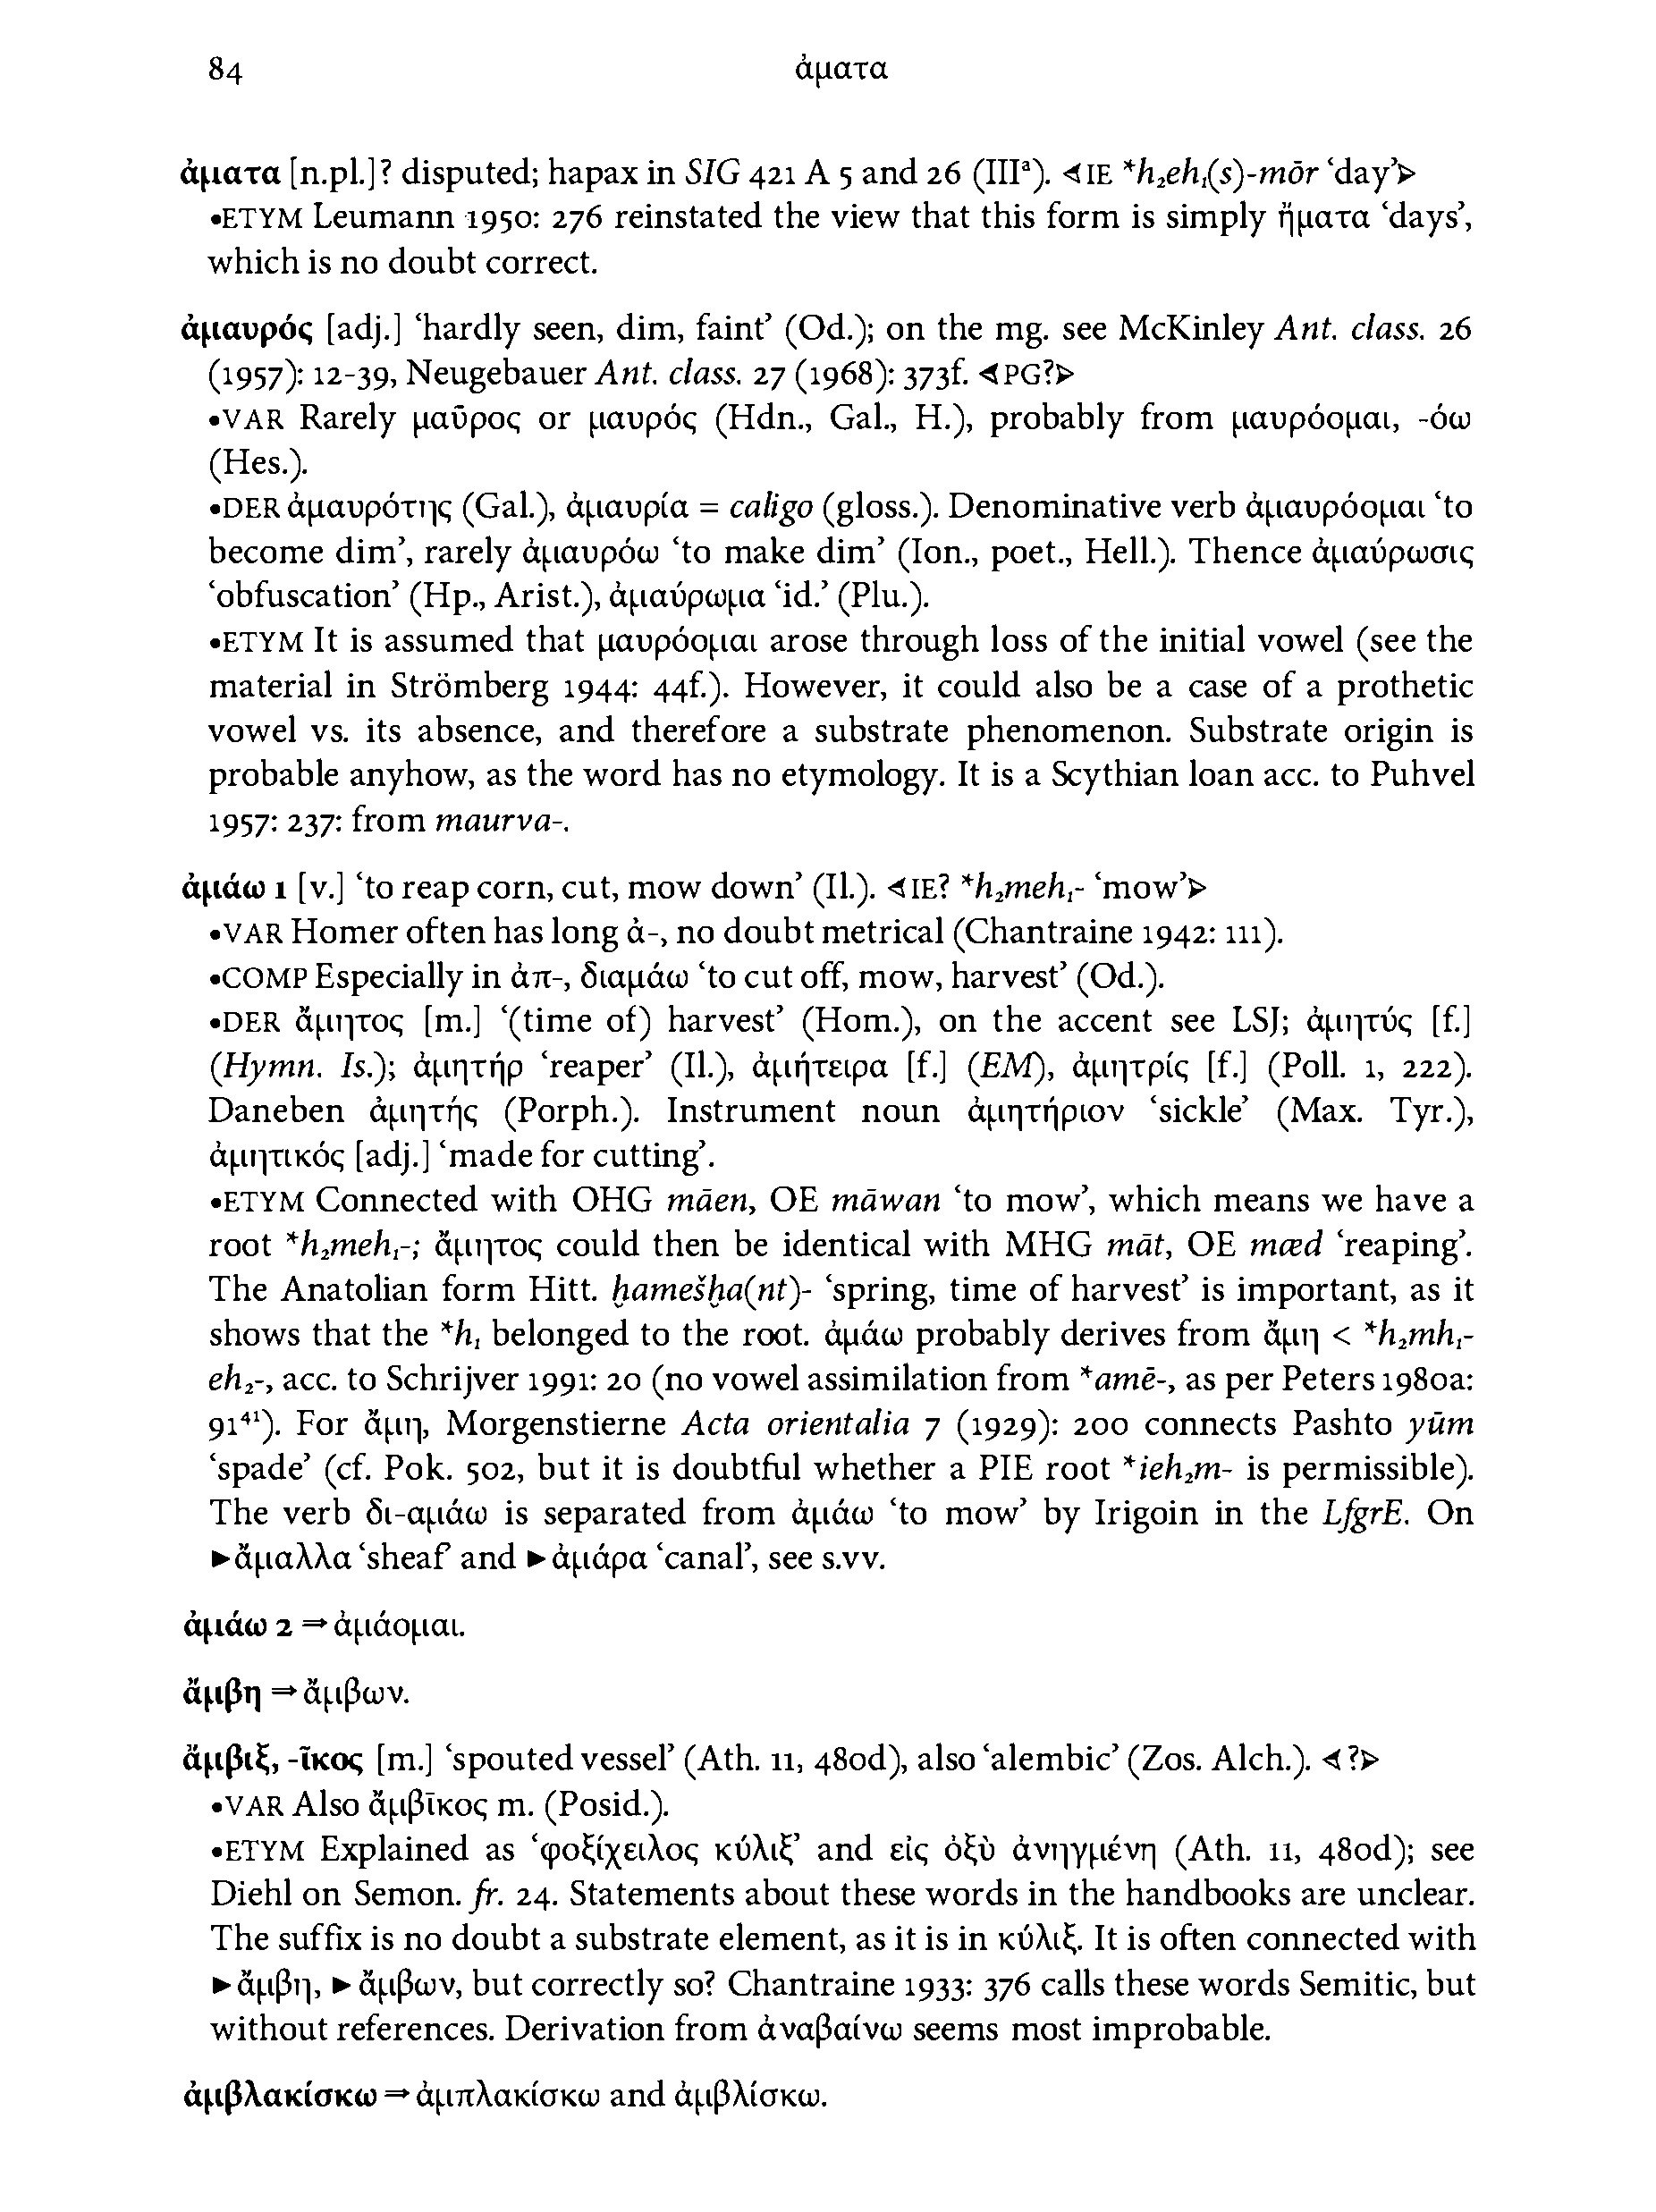 84
ἀματα
ἀματα [n.pl.]? disputed; hapax in SIG 421 A 5 and 26 (IIIᵃ). ⋖IE *h₂eh₁(s)-mōr ‘day’⋗
•ETYM Leumann 1950: 276 reinstated the view that this form is simply ἤματα ‘days’,
which is no doubt correct.
ἀμαυρός [adj.] ‘hardly seen, dim, faint’ (Od.); on the mg. see McKinley Ant. class. 26
(1957): 12-39, Neugebauer Ant. class. 27 (1968): 373f. ⋖PG?⋗
•VAR Rarely μαῦρος or μαυρός (Hdn., Gal., H.), probably from μαυρόομαι, -όω
(Hes.).
•DER ἀμαυρότης (Gal.), ἀμαυρία = caligo (gloss.). Denominative verb ἀμαυρόομαι ‘to
become dim’, rarely ἀμαυρόω ‘to make dim’ (Ion., poet., Hell.). Thence ἀμαύρωσις
‘obfuscation’ (Hp., Arist.), ἀμαύρωμα ‘id.’ (Plu.).
•ETYM It is assumed that μαυρόομαι arose through loss of the initial vowel (see the
material in Strömberg 1944: 44f.). However, it could also be a case of a prothetic
vowel vs. its absence, and therefore a substrate phenomenon. Substrate origin is
probable anyhow, as the word has no etymology. It is a Scythian loan acc. to Puhvel
1957: 237: from maurva-.
ἀμάω 1 [v.] ‘to reap corn, cut, mow down’ (Il.). ⋖IE? *h₂meh₁- ‘mow’⋗
•VAR Homer often has long ἀ-, no doubt metrical (Chantraine 1942: 111).
•COMP Especially in ἀπ-, διαμάω ‘to cut off, mow, harvest’ (Od.).
•DER ἄμητος [m.] ‘(time of) harvest’ (Hom.), on the accent see LSJ; ἀμητύς [f.]
(Hymn. Is.); ἀμητήρ ‘reaper’ (Il.), ἀμήτειρα [f.] (EM), ἀμητρίς [f.] (Poll. 1, 222).
Daneben ἀμητής (Porph.). Instrument noun ἀμητήριον ‘sickle’ (Max. Tyr.),
ἀμητικός [adj.] ‘made for cutting’.
•ETYM Connected with OHG māen, OE māwan ‘to mow’, which means we have a
root *h₂meh₁-; ἄμητος could then be identical with MHG māt, OE mæd ‘reaping’.
The Anatolian form Hitt. ḫamešḫa(nt)- ‘spring, time of harvest’ is important, as it
shows that the *h₁ belonged to the root. ἀμάω probably derives from ἄμη < *h₂mh₁-
eh₂-, acc. to Schrijver 1991: 20 (no vowel assimilation from *amē-, as per Peters 1980a:
91⁴¹). For ἄμη, Morgenstierne Acta orientalia 7 (1929): 200 connects Pashto yūm
‘spade’ (cf. Pok. 502, but it is doubtful whether a PIE root *ieh₂m- is permissible).
The verb δι-αμάω is separated from ἀμάω ‘to mow’ by Irigoin in the LfgrE. On
►ἄμαλλα ‘sheaf’ and ►ἀμάρα ‘canal’, see s.vv.
ἀμάω 2 ⇒ ἀμάομαι.
ἄμβη ⇒ ἄμβων.
ἄμβιξ, -ῑκος [m.] ‘spouted vessel’ (Ath. 11, 480d), also ‘alembic’ (Zos. Alch.). ⋖?⋗
•VAR Also ἄμβῑκος m. (Posid.).
•ETYM Explained as ‘φοξίχειλος κύλιξ’ and εἰς ὀξὺ ἀνηγμένη (Ath. 11, 480d); see
Diehl on Semon. fr. 24. Statements about these words in the handbooks are unclear.
The suffix is no doubt a substrate element, as it is in κύλιξ. It is often connected with
►ἄμβη, ►ἄμβων, but correctly so? Chantraine 1933: 376 calls these words Semitic, but
without references. Derivation from ἀναβαίνω seems most improbable.
ἀμβλακίσκω ⇒ ἀμπλακίσκω and ἀμβλίσκω.